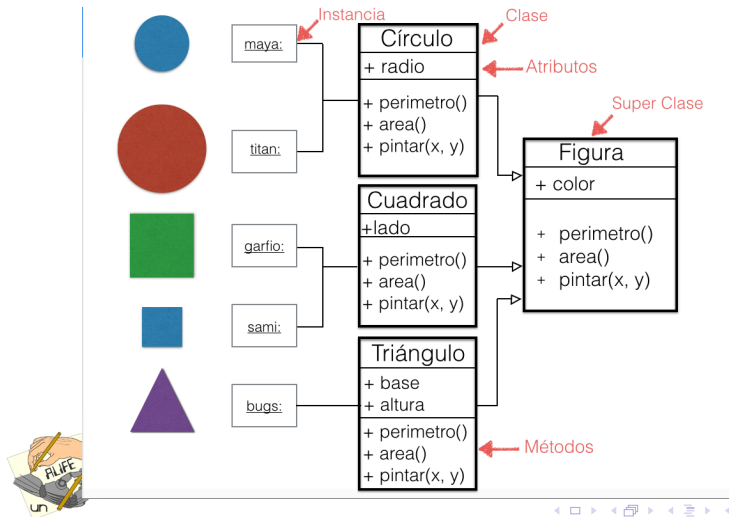 Instancia
Clase
maya:
Círculo
+ radio
Atributos
+ perimetro()
+ area()
+ pintar(x, y)
titan:
Super Clase
Figura
+ color
+ perimetro()
+ area()
+ pintar(x, y)
Cuadrado
+lado
garfio:
+ perimetro()
+ area()
+ pintar(x, y)
sami:
Triángulo
+ base
+ altura
bugs:
+ perimetro()
+ area()
+ pintar(x, y)
Métodos
ALIFE
un